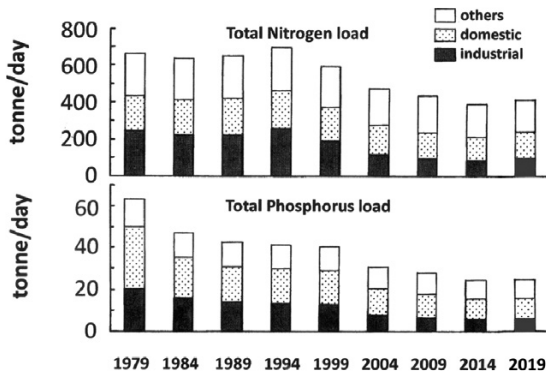 others
domestic
industrial
Total Nitrogen load
tonne/day
800
600
400
200
0
Total Phosphorus load
tonne/day
60
40
20
0
1979 1984 1989 1994 1999 2004 2009 2014 2019